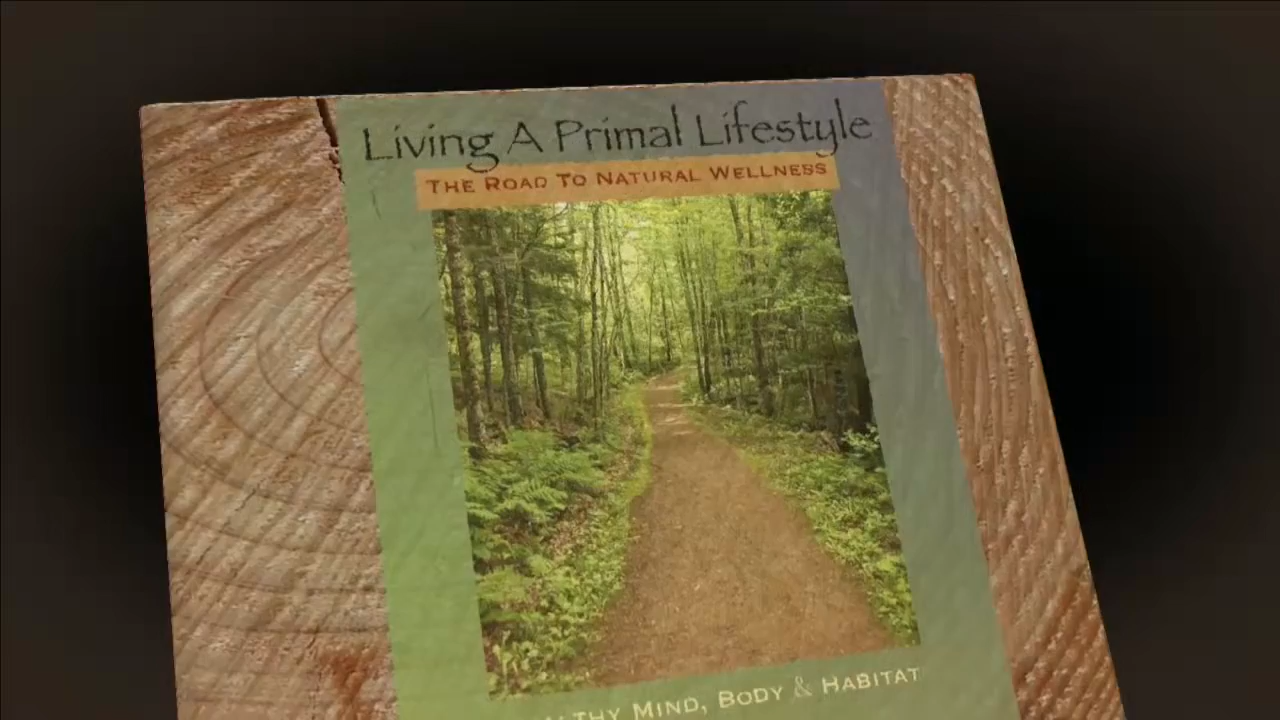 Living A Primal Lifestyle
THE ROAD TO NATURAL WELLNESS
MIND, BODY & HABITAT